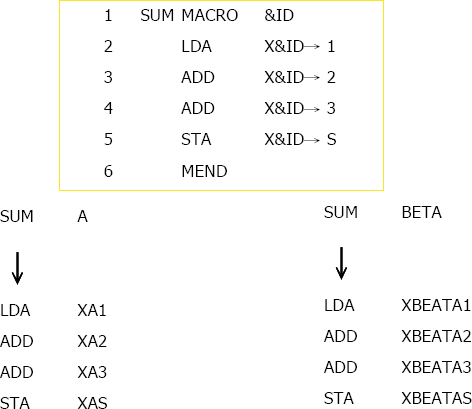 1 SUM MACRO &ID
2 LDA X&ID→ 1
3 ADD X&ID→ 2
4 ADD X&ID→ 3
5 STA X&ID→ S
6 MEND
SUM A
LDA XA1
ADD XA2
ADD XA3
STA XAS
SUM BETA
LDA XBEATA1
ADD XBEATA2
ADD XBEATA3
STA XBEATAS